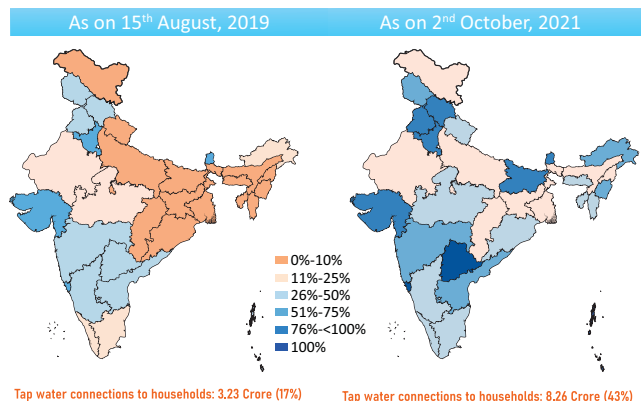 As on 15th August, 2019
As on 2nd October, 2021
0%-10%
11%-25%
26%-50%
51%-75%
76%-<100%
100%
Tap water connections to households: 3.23 Crore (17%)
Tap water connections to households: 8.26 Crore (43%)